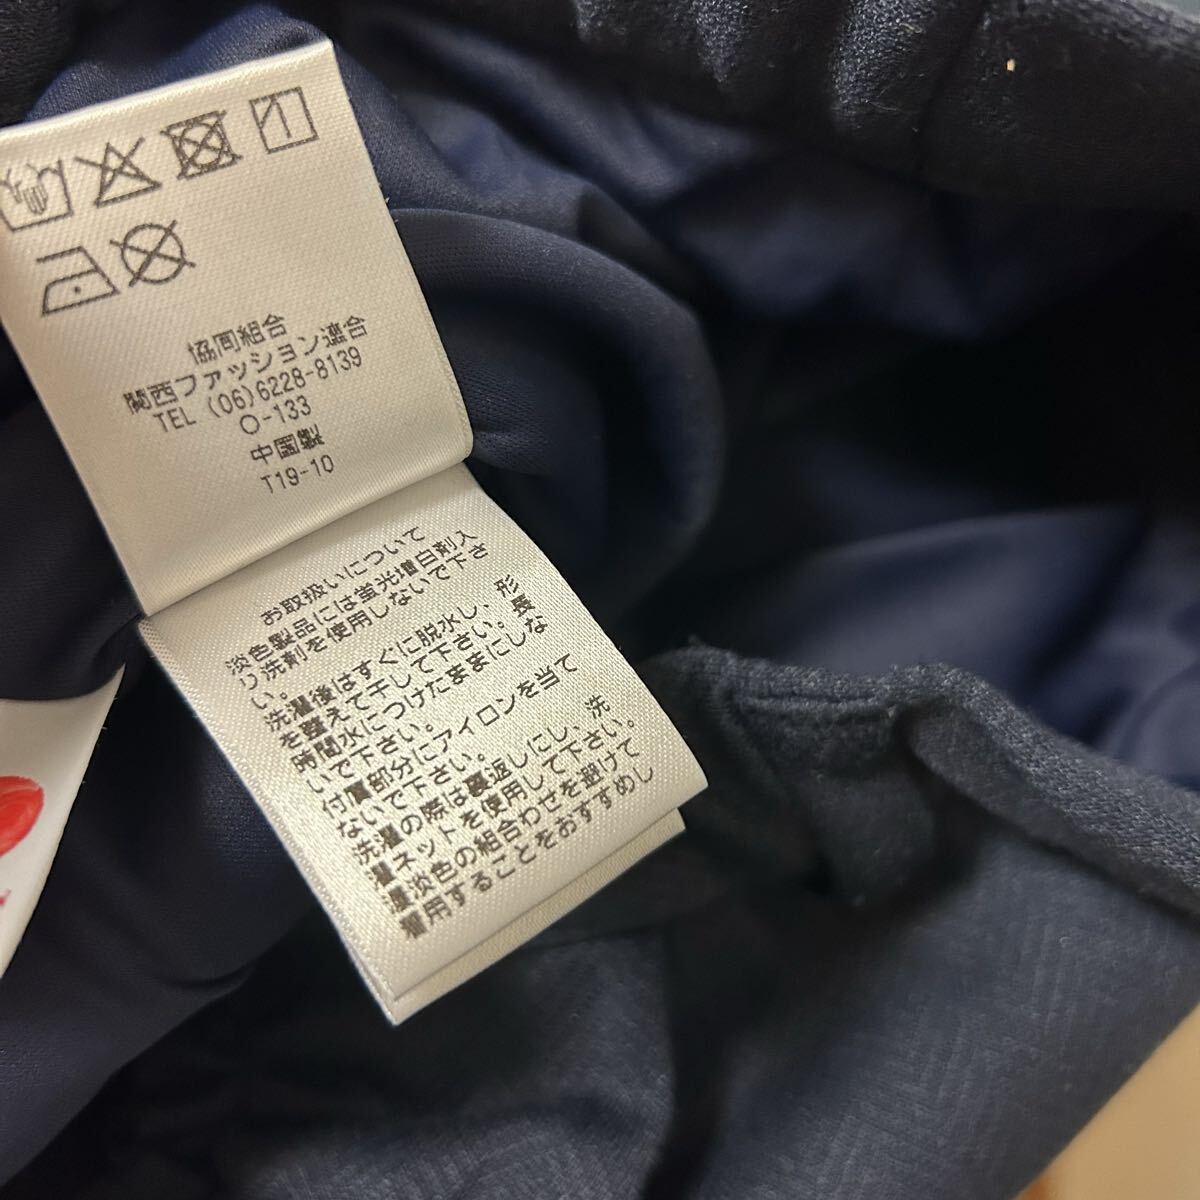 協同組合
関西ファッション連合
TEL (06)6228-8139
O-133
中国製
T19-10
お取扱いについて
淡色製品には蛍光増白剤入
り洗剤を使用しないで下さ
い。
洗濯後はすぐに脱水し、形
を整えて干して下さい。長
時間水につけたままにしな
いで下さい。
付属部分にアイロンを当て
ないで下さい。
洗濯の際は裏返しにし、洗
濯ネットを使用して下さい。
濃淡色の組合わせを避けて
着用することをおすすめし